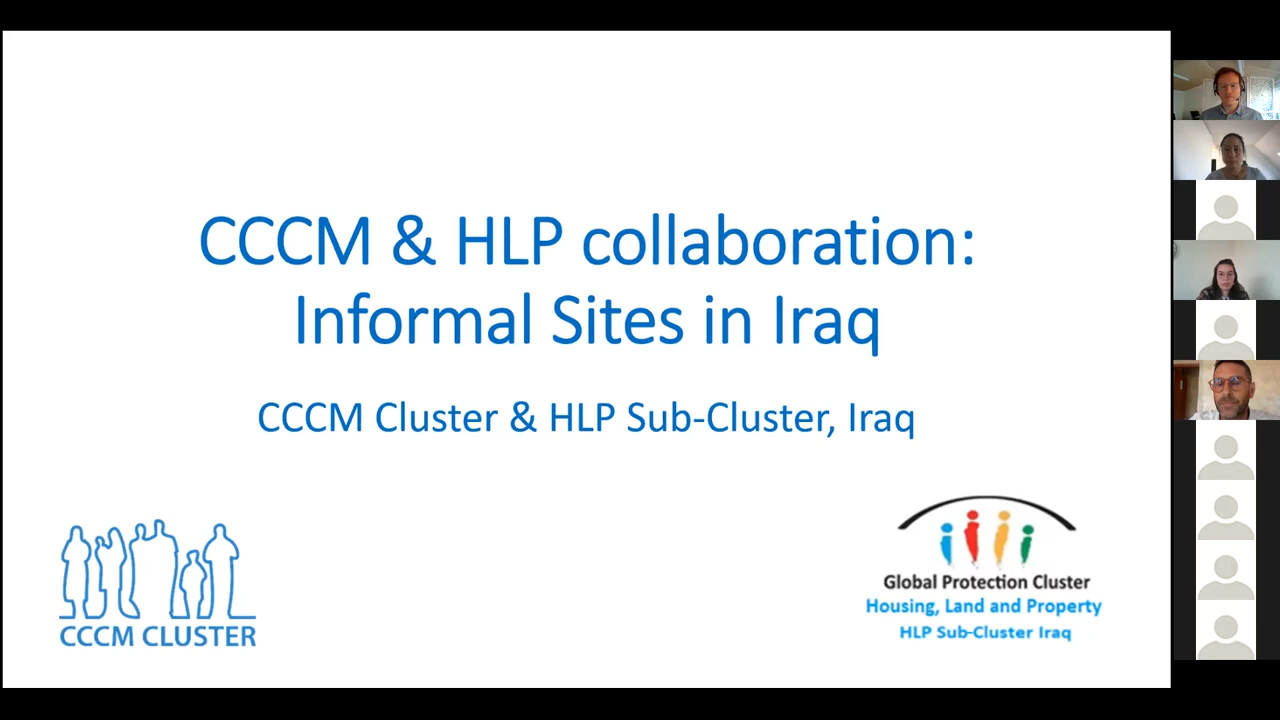 CCCM & HLP collaboration:
Informal Sites in Iraq
CCCM Cluster & HLP Sub-Cluster, Iraq
CCCM CLUSTER
Global Protection Cluster
Housing, Land and Property
HLP Sub-Cluster Iraq